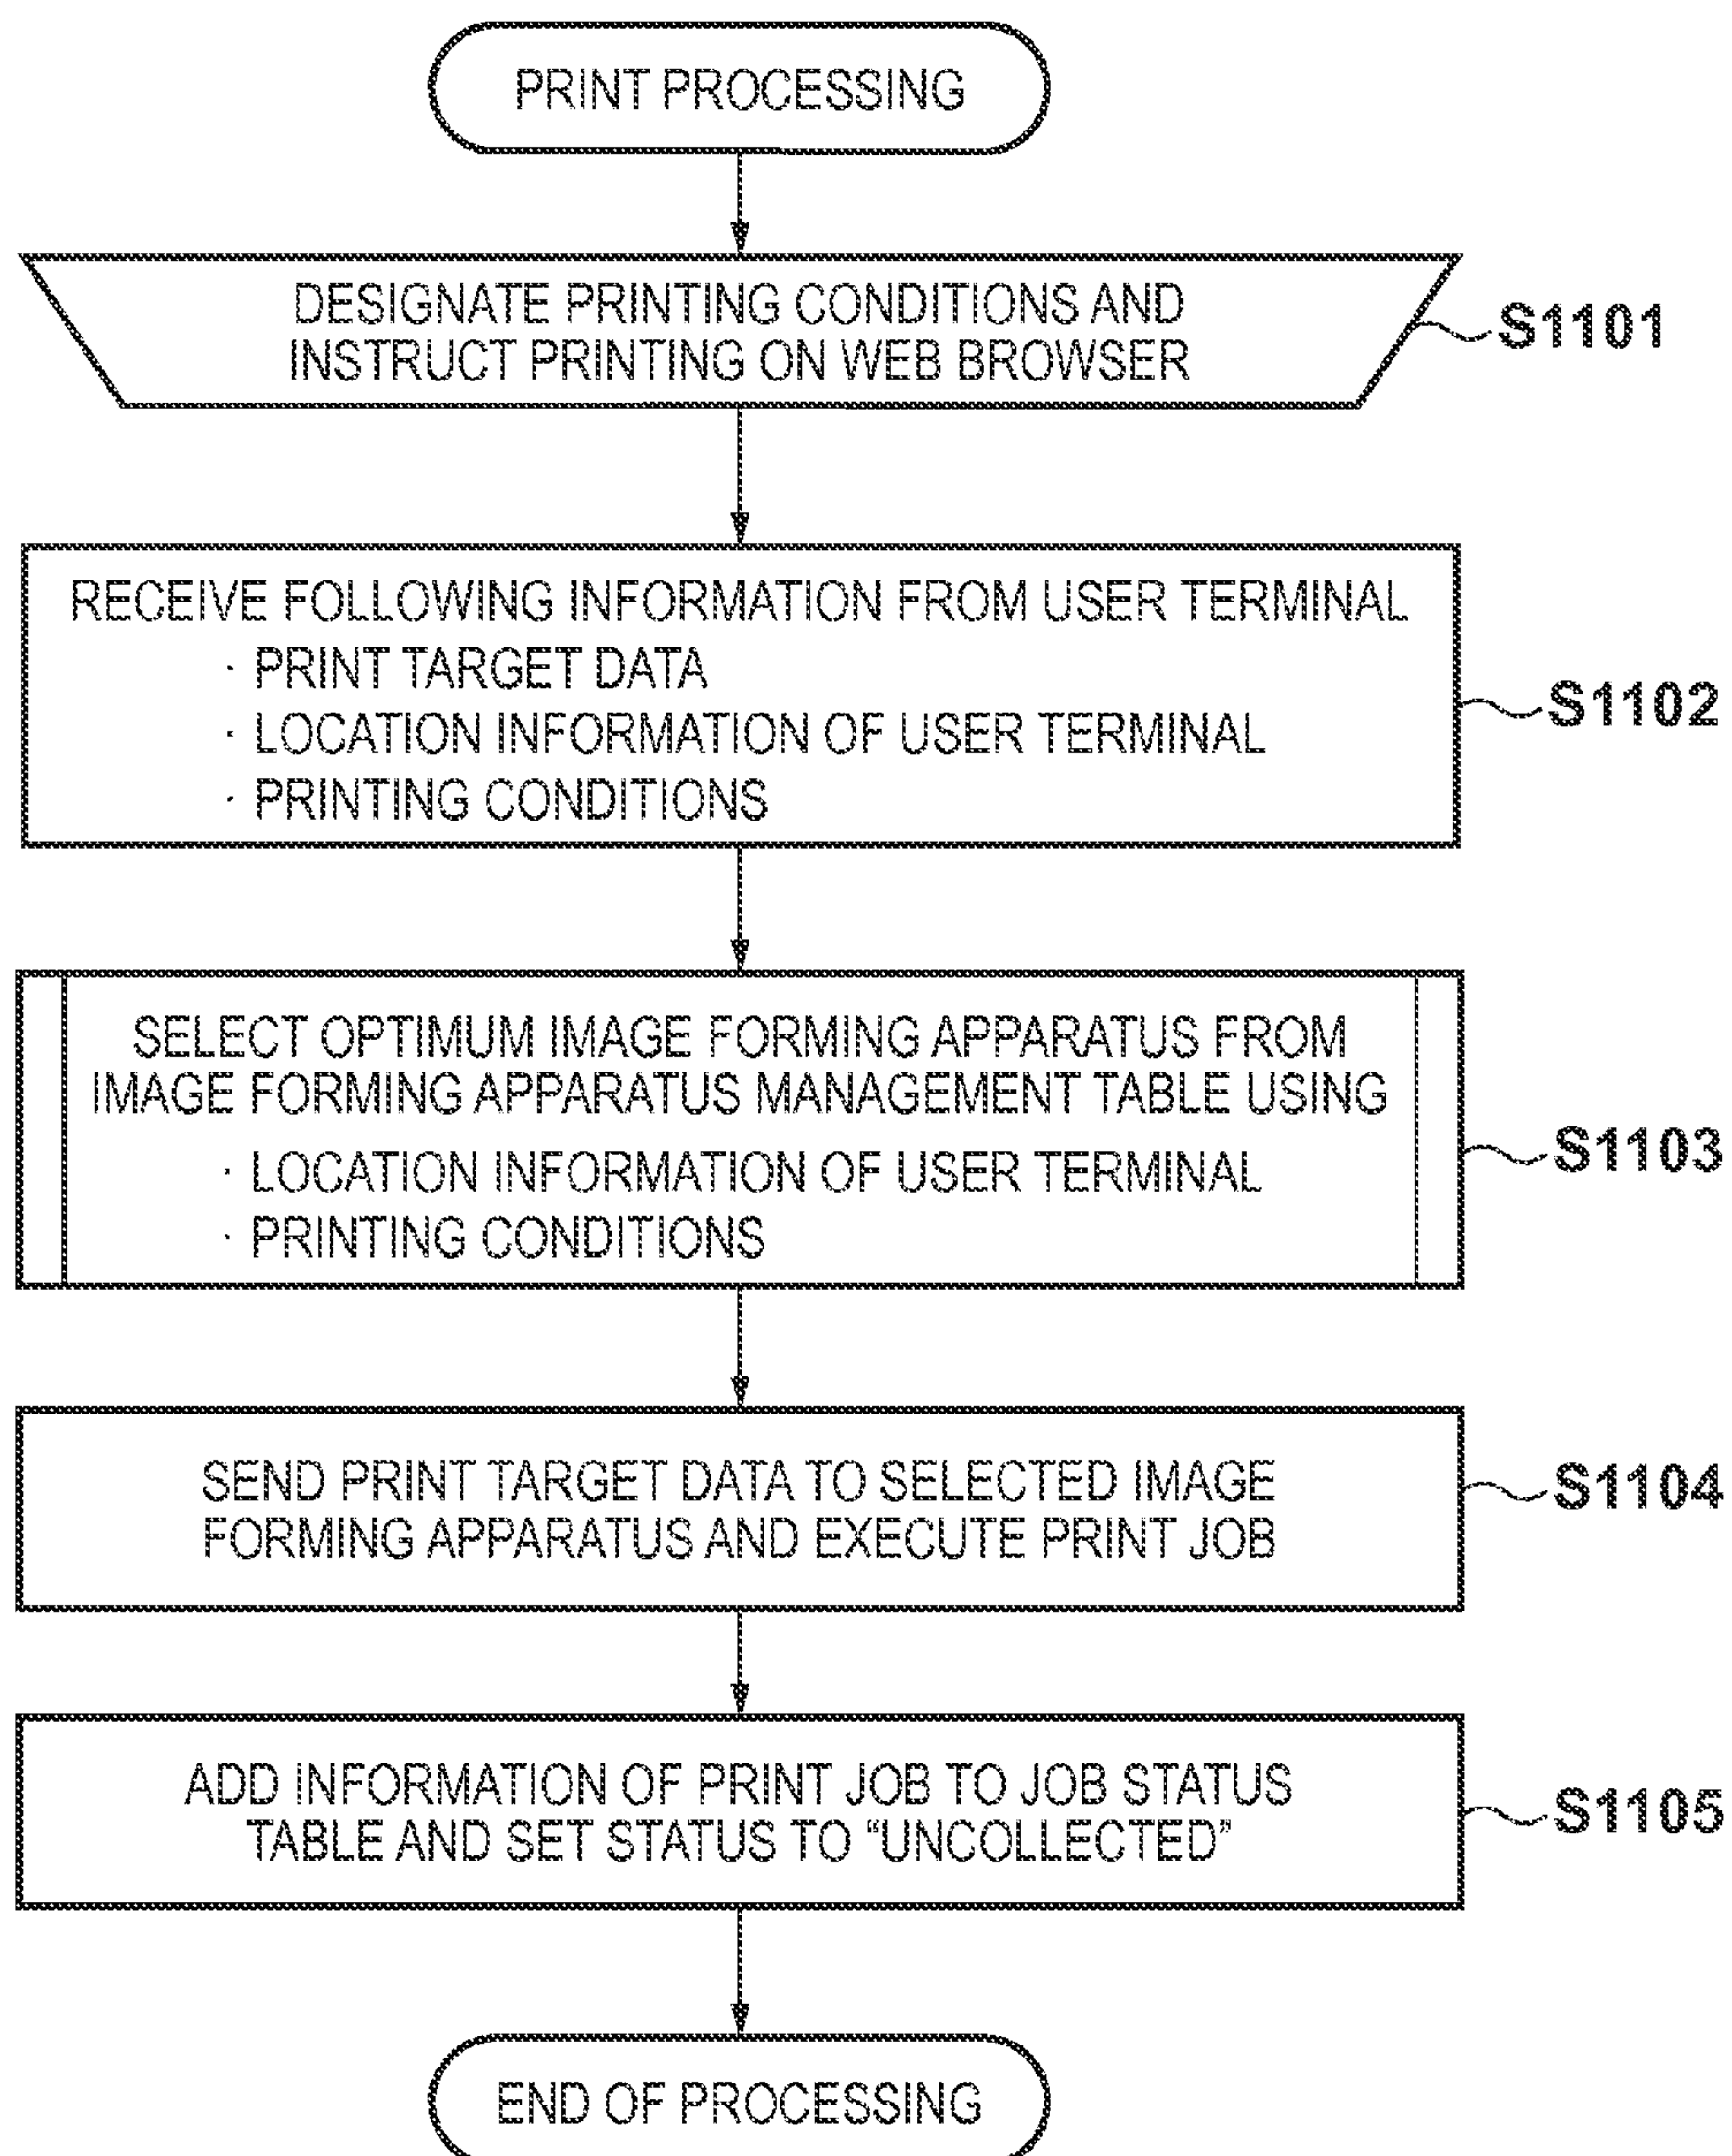 PRINT PROCESSING
DESIGNATE PRINTING CONDITIONS AND
INSTRUCT PRINTING ON WEB BROWSER
S1101
RECEIVE FOLLOWING INFORMATION FROM USER TERMINAL
· PRINT TARGET DATA
· LOCATION INFORMATION OF USER TERMINAL
· PRINTING CONDITIONS
S1102
SELECT OPTIMUM IMAGE FORMING APPARATUS FROM
IMAGE FORMING APPARATUS MANAGEMENT TABLE USING
· LOCATION INFORMATION OF USER TERMINAL
· PRINTING CONDITIONS
S1103
SEND PRINT TARGET DATA TO SELECTED IMAGE
FORMING APPARATUS AND EXECUTE PRINT JOB
S1104
ADD INFORMATION OF PRINT JOB TO JOB STATUS
TABLE AND SET STATUS TO “UNCOLLECTED”
S1105
END OF PROCESSING